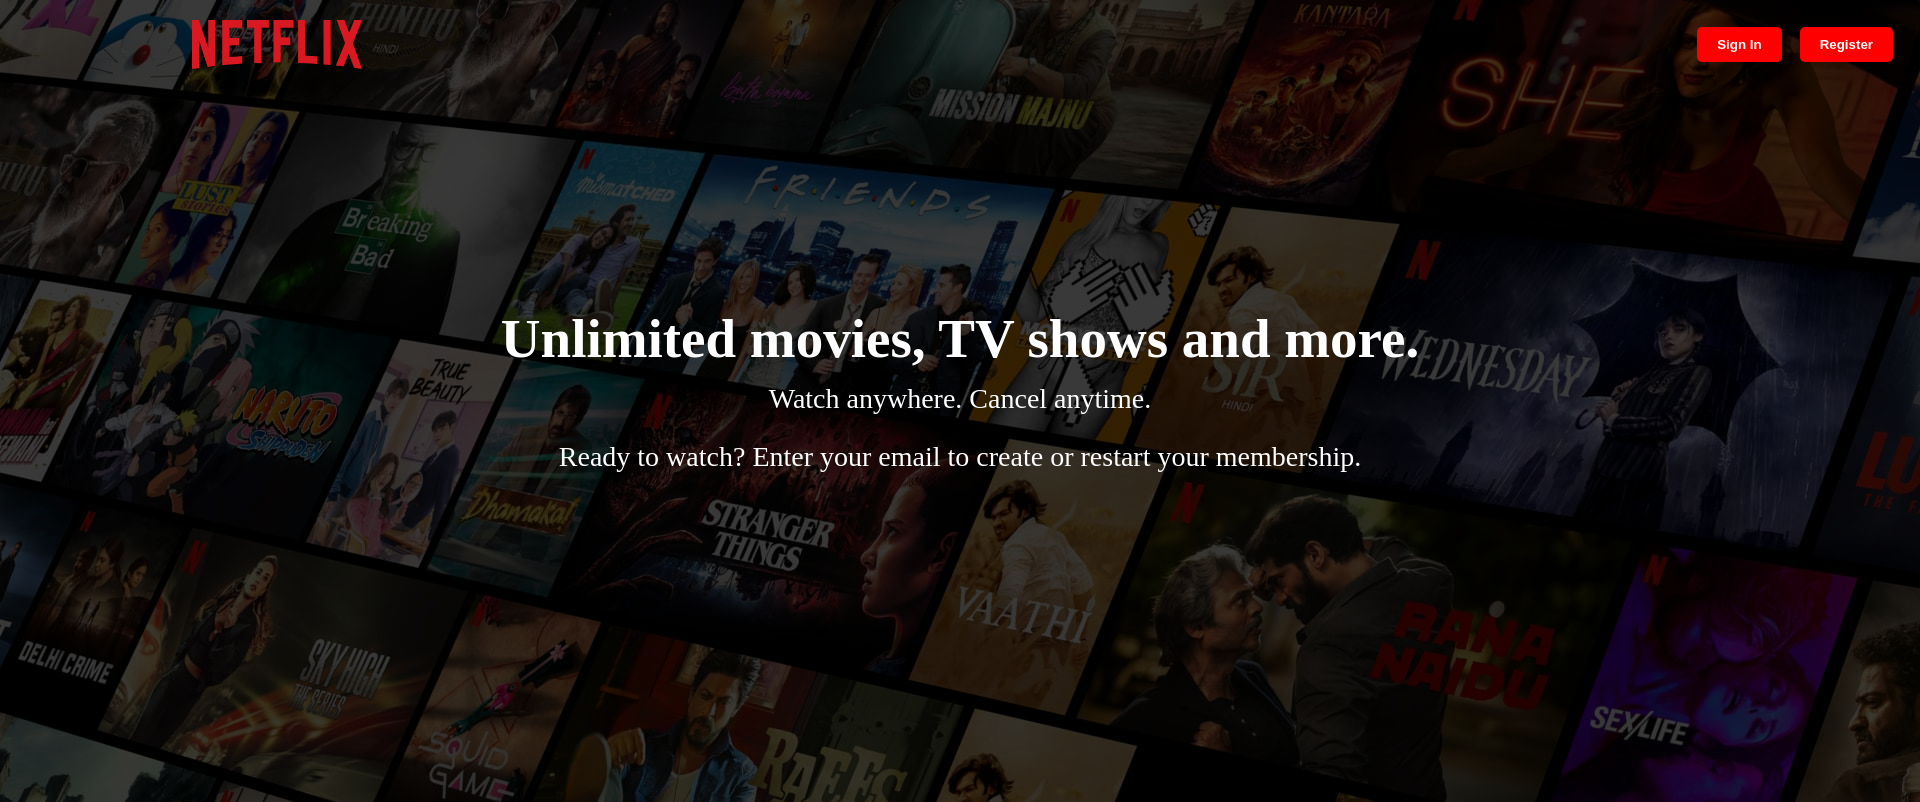 NETFLIX
Sign In
Register
THUNIVU
HINDI
MISSION MAJNU
KANTARA
SHE
LUST
stories
Breaking
Bad
mismatched
F·R·I·E·N·D·S
Unlimited movies, TV shows and more.
Watch anywhere. Cancel anytime.
Ready to watch? Enter your email to create or restart your membership.
SIR
HINDI
WEDNESDAY
NARUTO
SHIPPUDEN
TRUE
BEAUTY
Dhamaka!
STRANGER
THINGS
VAATHI
RANA
NAIDU
DELHI CRIME
SKY HIGH
THE SERIES
SQUID
GAME
RAEES
SEX/LIFE